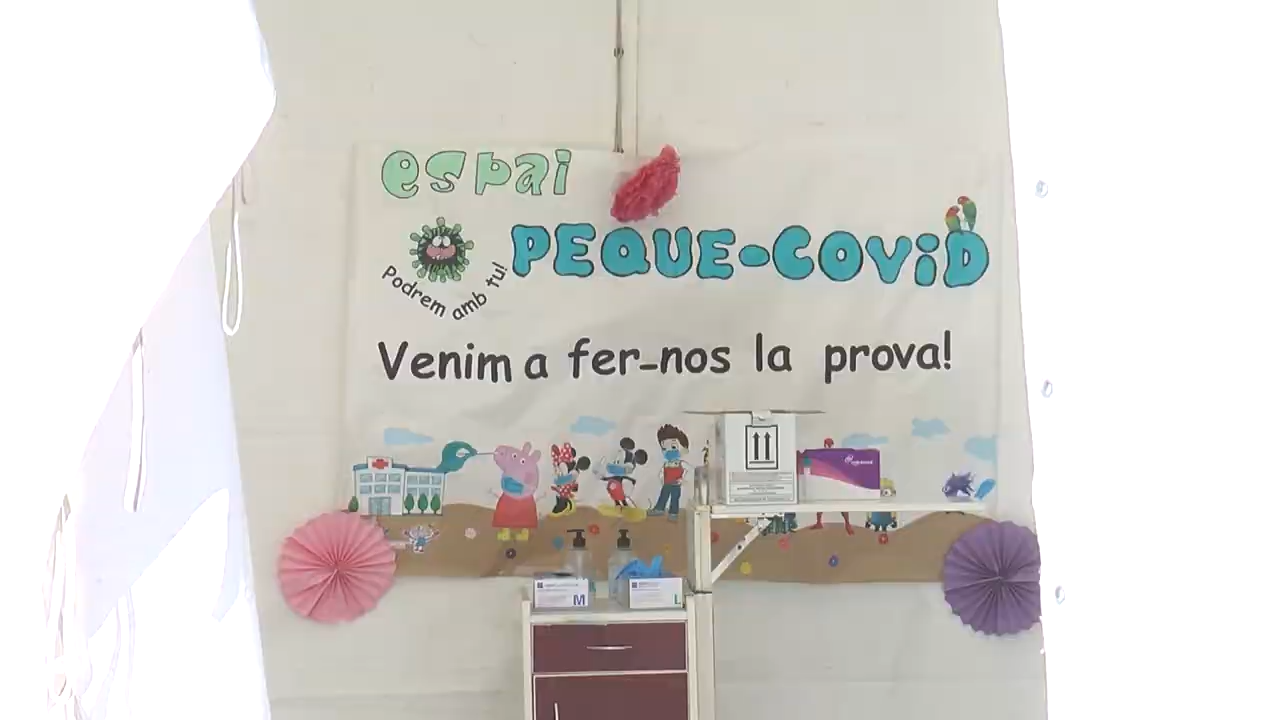 espai
PEQUE-COViD
Podrem amb tu!
Venim a fer-nos la prova!
M
L